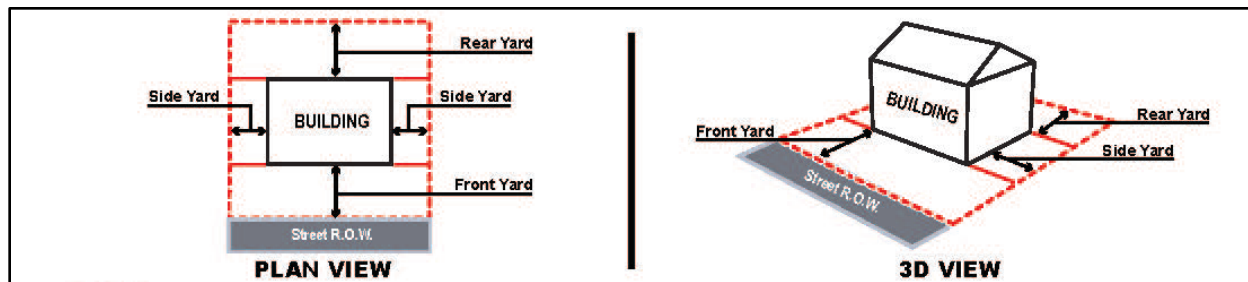 Rear Yard
Side Yard
Side Yard
BUILDING
Front Yard
Street R.O.W.
PLAN VIEW
BUILDING
Rear Yard
Front Yard
Side Yard
Street R.O.W.
3D VIEW